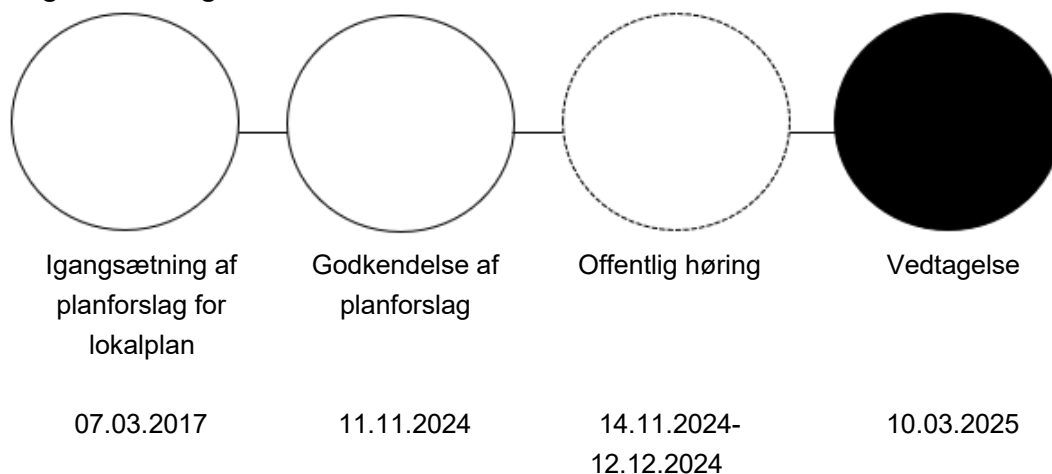 Igangsætning af
planforslag for
lokalplan
Godkendelse af
planforslag
Offentlig høring
Vedtagelse
07.03.2017
11.11.2024
14.11.2024-
12.12.2024
10.03.2025